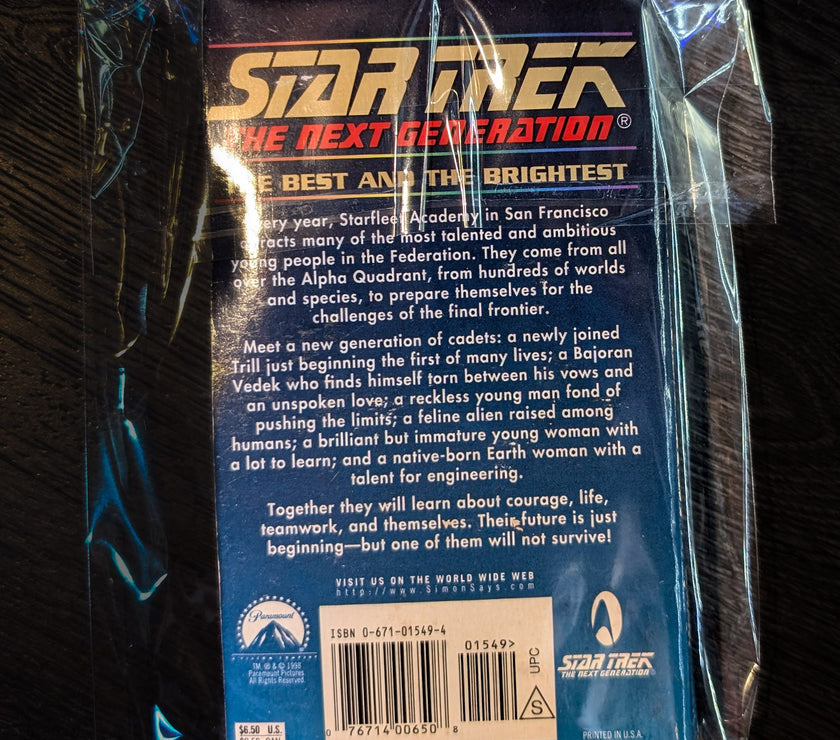 STAR TREK
THE NEXT GENERATION®
THE BEST AND THE BRIGHTEST
Every year, Starfleet Academy in San Francisco
attracts many of the most talented and ambitious
young people in the Federation. They come from all
over the Alpha Quadrant, from hundreds of worlds
and species, to prepare themselves for the
challenges of the final frontier.
Meet a new generation of cadets: a newly joined
Trill just beginning the first of many lives; a Bajoran
Vedek who finds himself torn between his vows and
an unspoken love; a reckless young man fond of
pushing the limits; a feline alien raised among
humans; a brilliant but immature young woman with
a lot to learn; and a native-born Earth woman with a
talent for engineering.
Together they will learn about courage, life,
teamwork, and themselves. Their future is just
beginning—but one of them will not survive!
VISIT US ON THE WORLD WIDE WEB
http://www.SimonSays.com
Paramount
TM, ® & © 1998
Paramount Pictures.
All Rights Reserved.
ISBN 0-671-01549-4
01549>
UPC
S
0 76714 00650 8
STAR TREK
THE NEXT GENERATION®
$6.50 U.S.
PRINTED IN U.S.A.